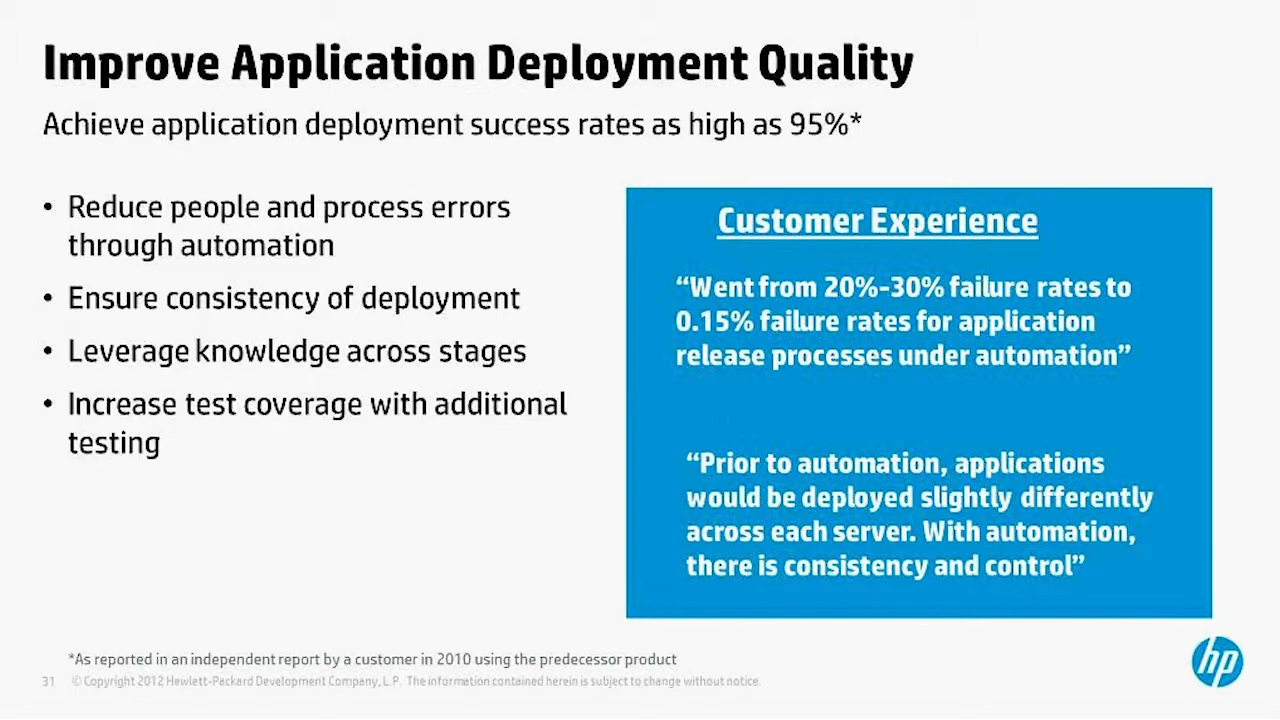 Improve Application Deployment Quality
Achieve application deployment success rates as high as 95%*
• Reduce people and process errors
through automation
• Ensure consistency of deployment
• Leverage knowledge across stages
• Increase test coverage with additional
testing
Customer Experience
“Went from 20%-30% failure rates to
0.15% failure rates for application
release processes under automation”
“Prior to automation, applications
would be deployed slightly differently
across each server. With automation,
there is consistency and control”
*As reported in an independent report by a customer in 2010 using the predecessor product
31 © Copyright 2012 Hewlett-Packard Development Company, L.P. The information contained herein is subject to change without notice.
hp